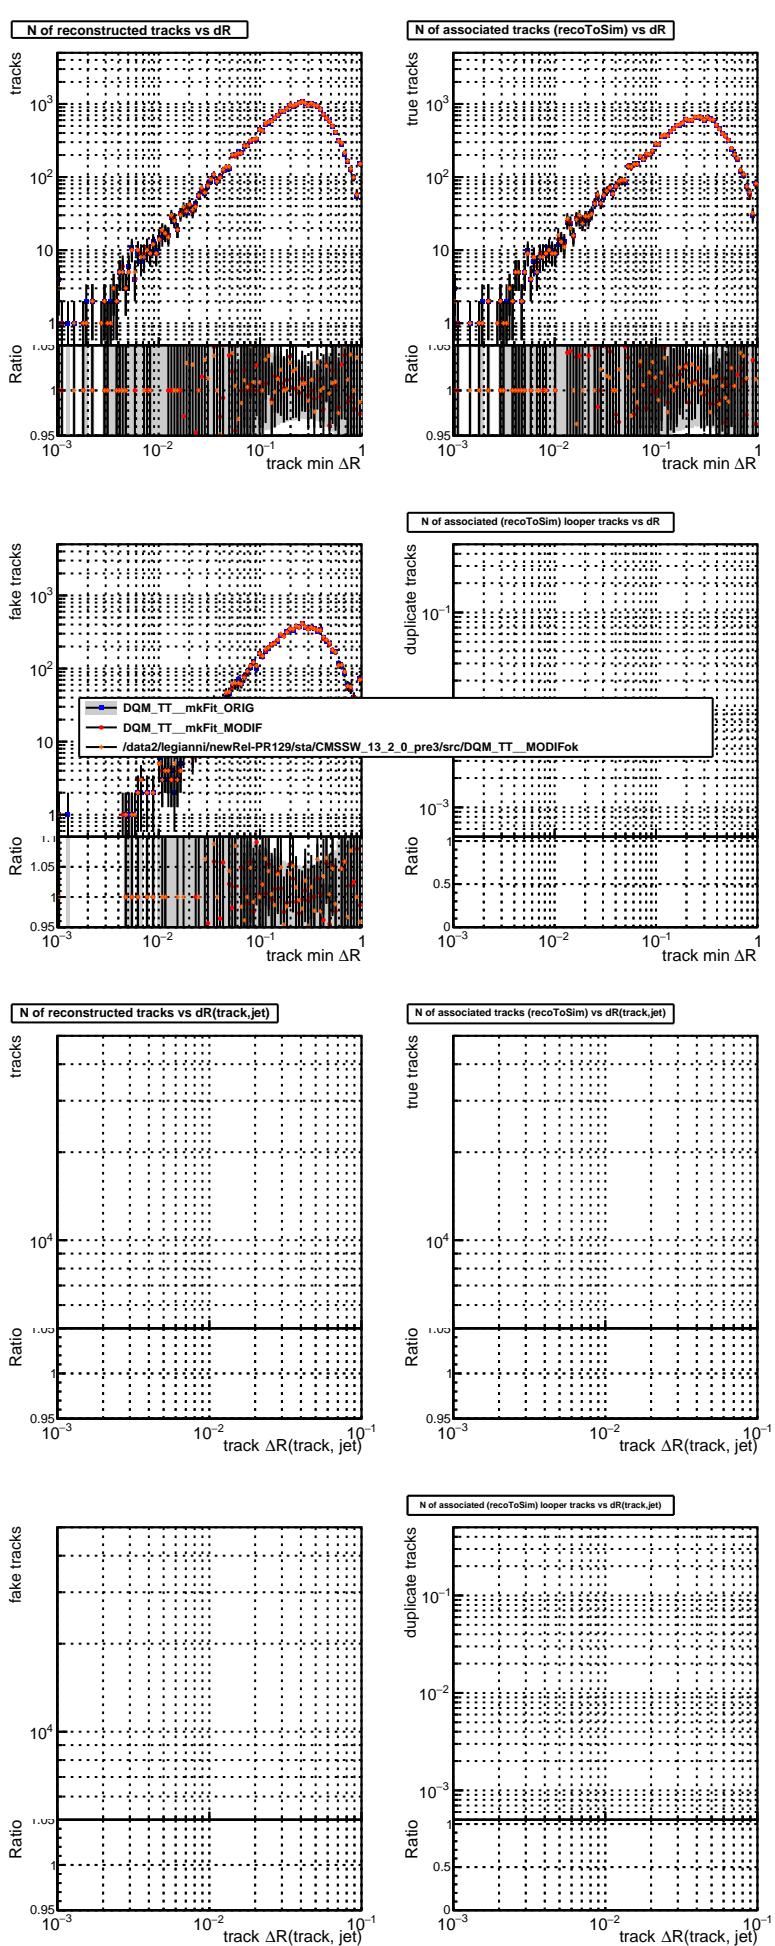 N of reconstructed tracks vs dR
tracks
10³
10²
10
1
Ratio
1.05
1
0.95
10⁻³
10⁻²
10⁻¹
1
track min ΔR
N of associated tracks (recoToSim) vs dR
true tracks
10³
10²
10
1
Ratio
1.05
1
0.95
10⁻³
10⁻²
10⁻¹
1
track min ΔR
fake tracks
10³
10²
10
1
Ratio
1.1
1.05
1
0.95
10⁻³
10⁻²
10⁻¹
1
track min ΔR
N of associated (recoToSim) looper tracks vs dR
duplicate tracks
10⁻¹
10⁻³
Ratio
1
0.5
0
10⁻³
10⁻²
10⁻¹
1
track min ΔR
DQM_TT__mkFit_ORIG
DQM_TT__mkFit_MODIF
/data2/legianni/newRel-PR129/sta/CMSSW_13_2_0_pre3/src/DQM_TT__MODIFok
N of reconstructed tracks vs dR(track,jet)
tracks
10⁴
Ratio
1.05
1
0.95
10⁻³
10⁻²
10⁻¹
track ΔR(track, jet)
N of associated tracks (recoToSim) vs dR(track,jet)
true tracks
10⁴
Ratio
1.05
1
0.95
10⁻³
10⁻²
10⁻¹
track ΔR(track, jet)
fake tracks
10⁴
Ratio
1.05
1
0.95
10⁻³
10⁻²
10⁻¹
track ΔR(track, jet)
N of associated (recoToSim) looper tracks vs dR(track,jet)
duplicate tracks
10⁻¹
10⁻²
10⁻³
Ratio
1
0.5
0
10⁻³
10⁻²
10⁻¹
track ΔR(track, jet)